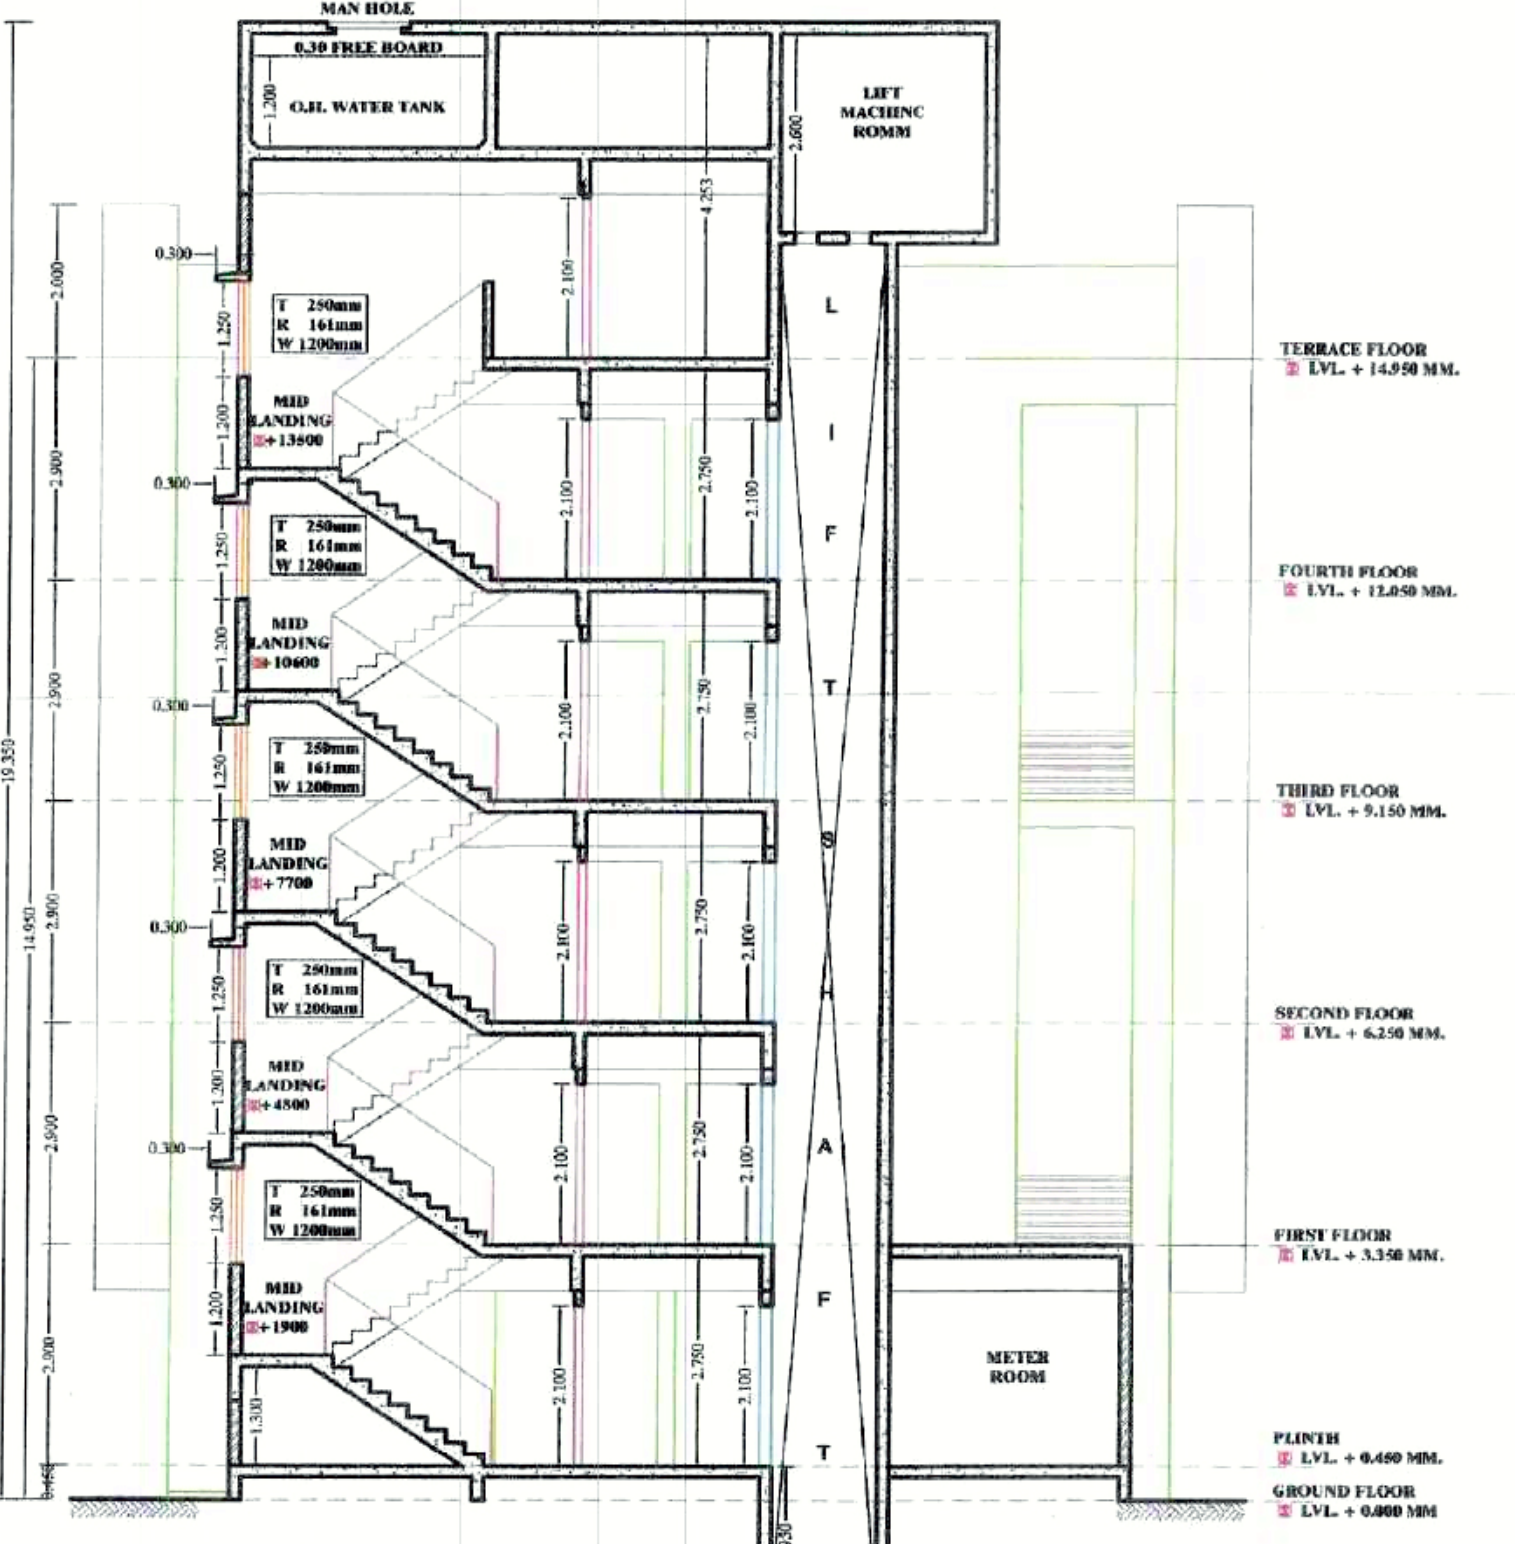 MAN HOLE
0.30 FREE BOARD
1.200
O.H. WATER TANK
LIFT
MACHINC
ROMM
2.600
4.253
0.300
2.000
2.100
1.250
T 250mm
R 161mm
W 1200mm
TERRACE FLOOR
LVL. + 14.950 MM.
MID
LANDING
+13500
1.200
2.900
0.300
2.100
2.750
2.100
1.250
T 250mm
R 161mm
W 1200mm
FOURTH FLOOR
LVL. + 12.050 MM.
MID
LANDING
+10600
1.200
2.900
0.300
2.100
2.750
2.100
19.350
1.250
T 250mm
R 161mm
W 1200mm
THIRD FLOOR
LVL. + 9.150 MM.
MID
LANDING
+7700
1.200
14.950
2.900
0.300
2.100
2.750
2.100
1.250
T 250mm
R 161mm
W 1200mm
SECOND FLOOR
LVL. + 6.250 MM.
MID
LANDING
+4800
1.200
2.900
0.300
2.100
2.750
2.100
1.250
T 250mm
R 161mm
W 1200mm
FIRST FLOOR
LVL. + 3.350 MM.
MID
LANDING
+1900
1.200
2.900
1.300
2.100
2.750
2.100
L
I
F
T
S
H
A
F
T
METER
ROOM
PLINTH
LVL. + 0.450 MM.
0.450
GROUND FLOOR
LVL. + 0.000 MM